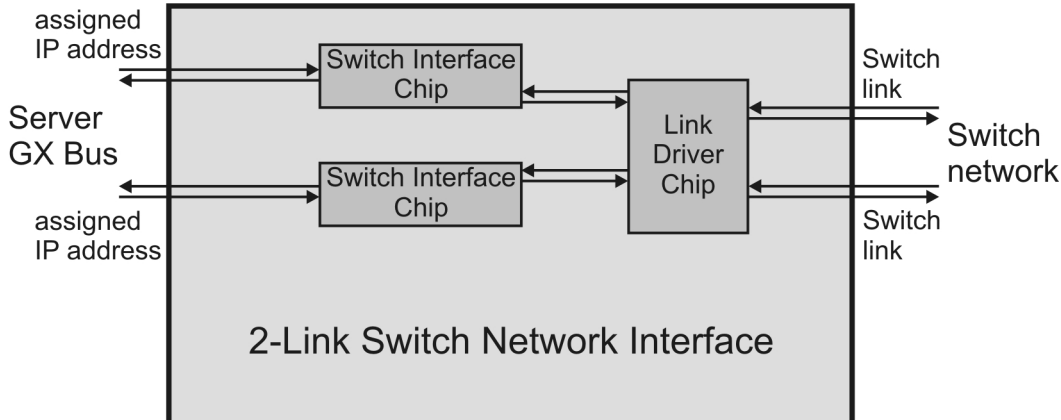 assigned
IP address
Switch Interface
Chip
Switch
link
Server
GX Bus
Link
Driver
Chip
Switch
network
Switch Interface
Chip
assigned
IP address
Switch
link
2-Link Switch Network Interface